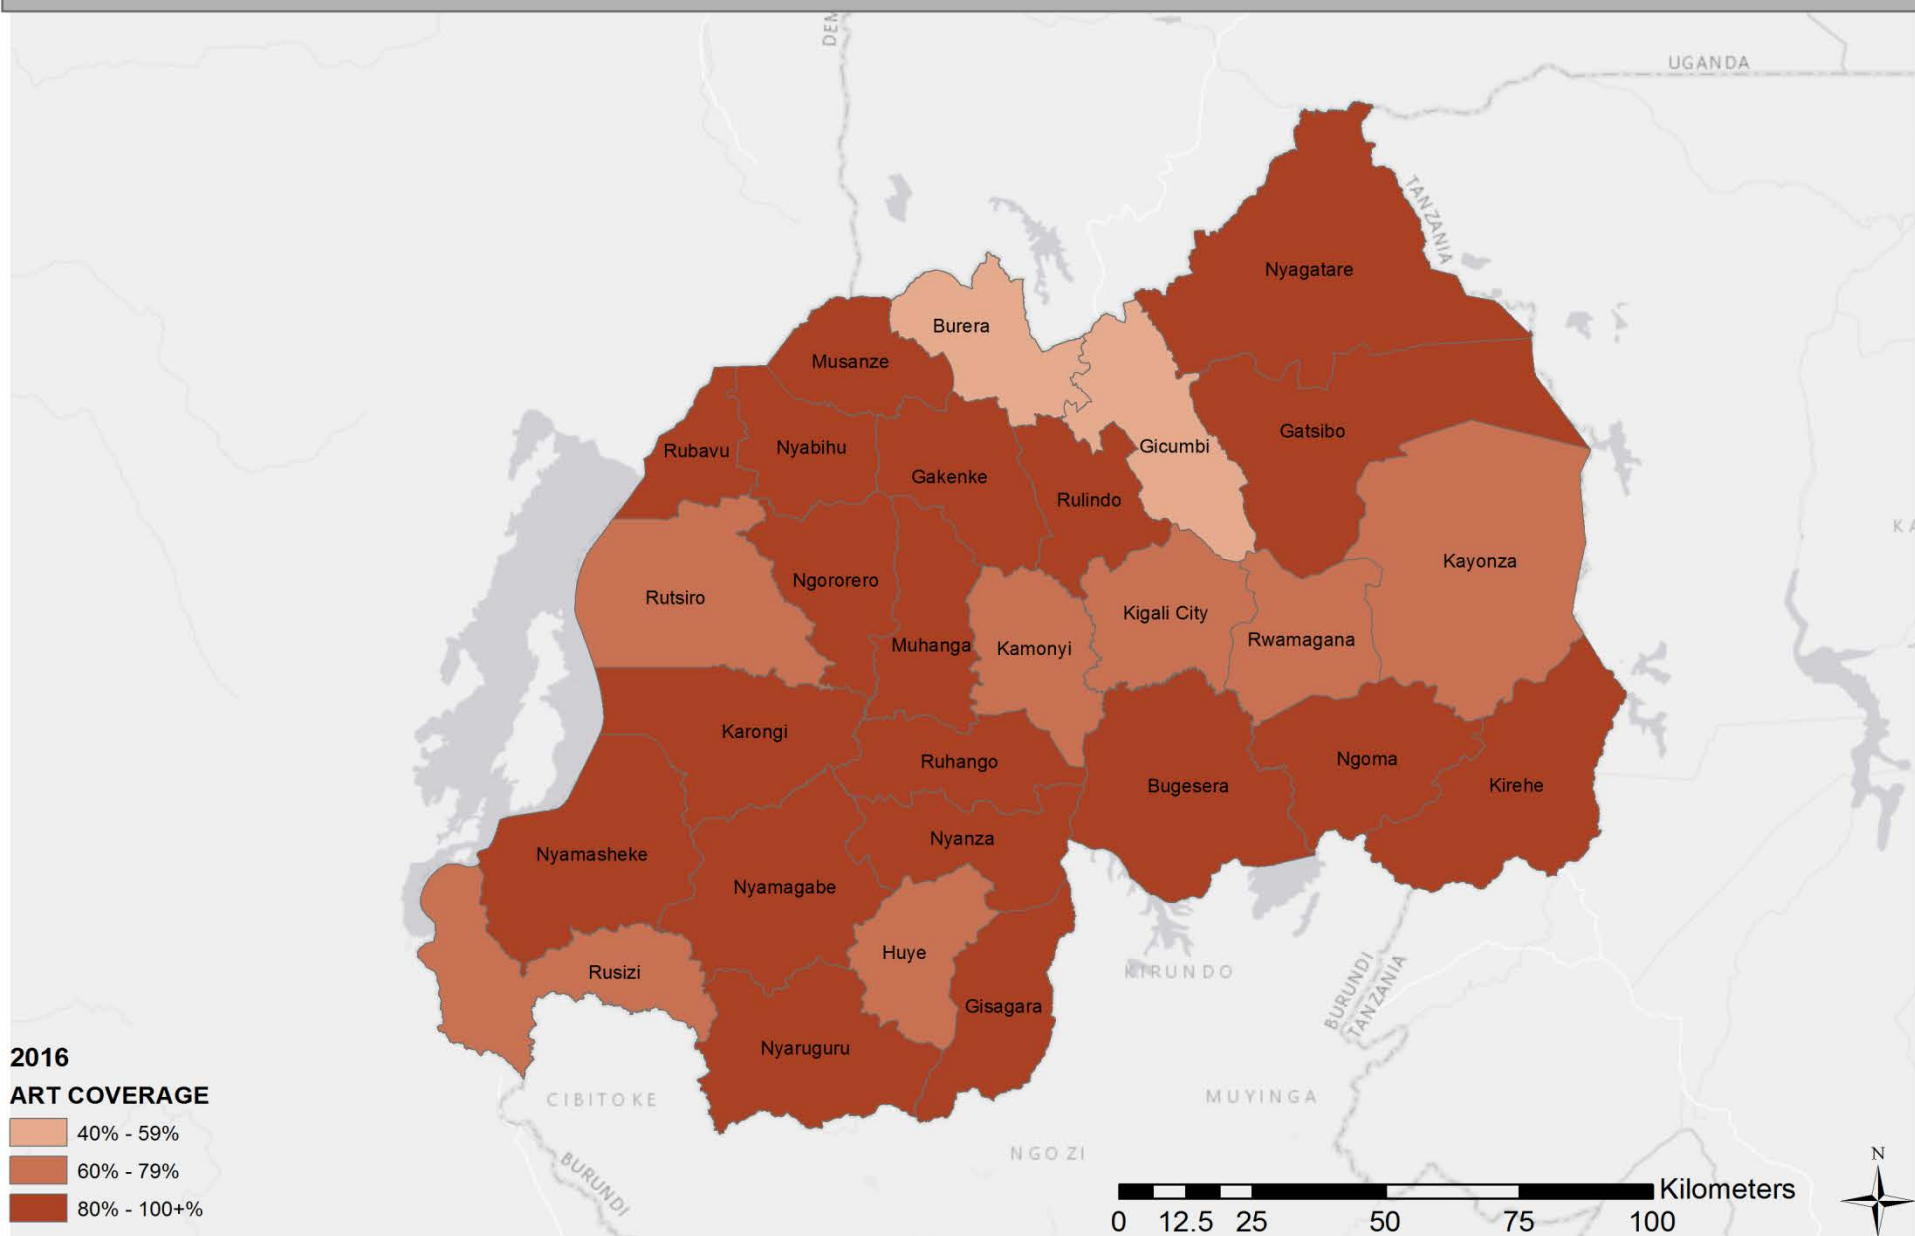 DEM
UGANDA
TANZANIA
Nyagatare
Burera
Musanze
Gatsibo
Gicumbi
Nyabihu
Rubavu
Gakenke
Rulindo
KA
Kayonza
Ngororero
Rutsiro
Kigali City
Rwamagana
Muhanga
Kamonyi
Karongi
Ruhango
Ngoma
Bugesera
Kirehe
Nyanza
Nyamasheke
Nyamagabe
Huye
Rusizi
KIRUNDO
BURUNDI
TANZANIA
Gisagara
Nyaruguru
CIBITOKE
MUYINGA
NGOZI
BURUNDI
2016
ART COVERAGE
40% - 59%
60% - 79%
80% - 100+%
N
Kilometers
0 12.5 25 50 75 100